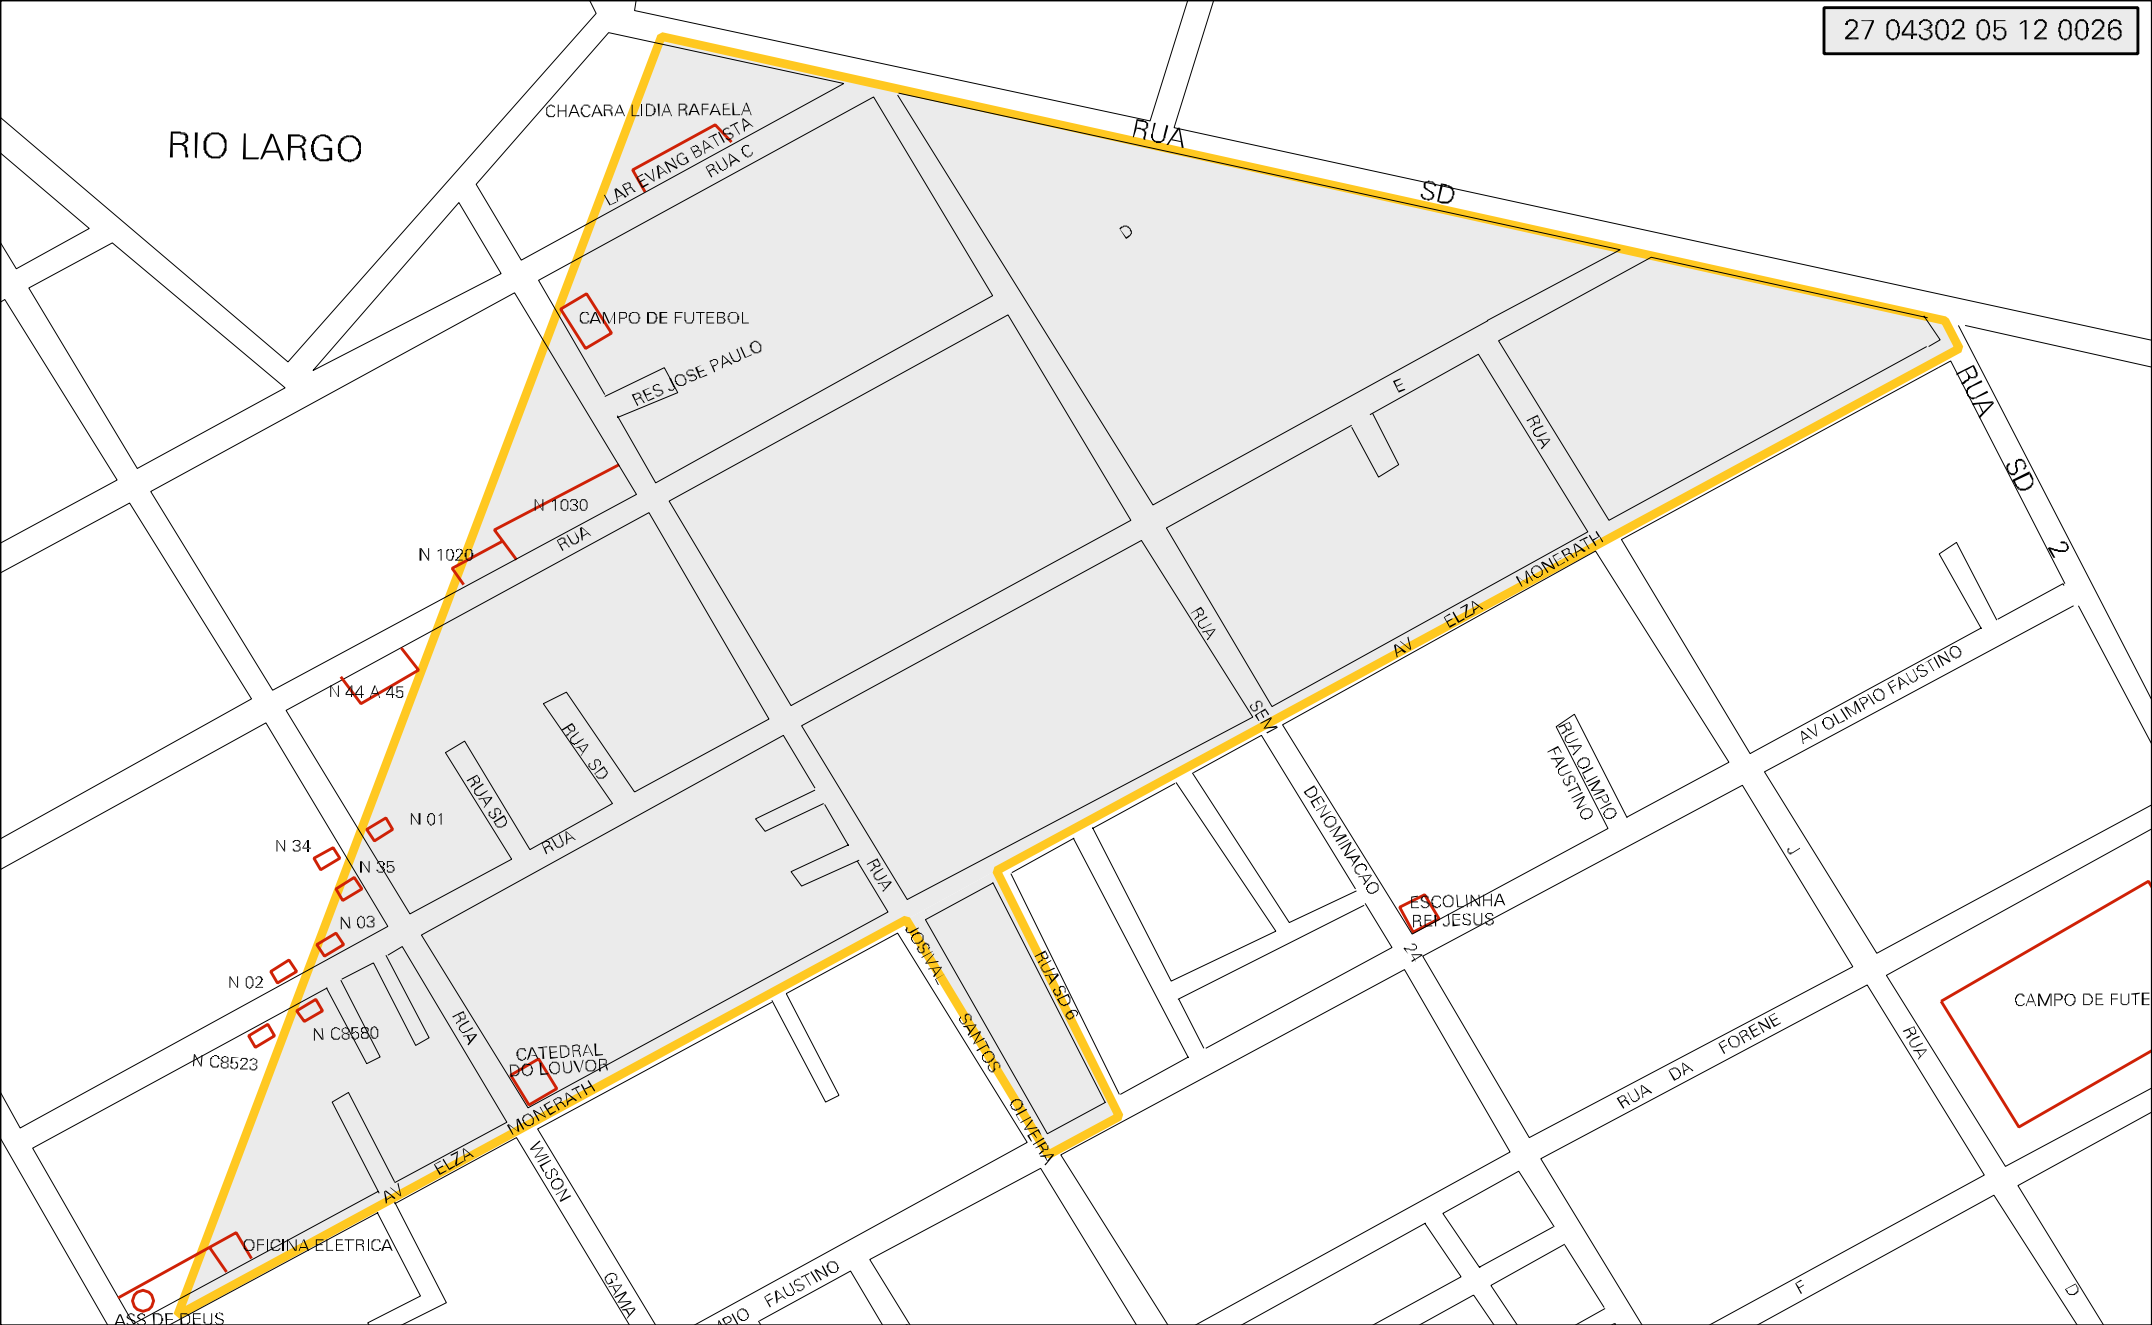 27 04302 05 12 0026
RIO LARGO
CHACARA LIDIA RAFAELA
LAR EVANG BATISTA
RUA C
RUA
SD
D
CAMPO DE FUTEBOL
RES JOSE PAULO
E
RUA
RUA
SD
2
N 1030
RUA
N 1020
AV ELZA MONERATH
RUA
N 44 A 45
RUA SD
RUA SD
RUA
SEM
DENOMINACAO
24
AV OLIMPIO FAUSTINO
RUA OLIMPIO
FAUSTINO
N 01
N 34
N 35
N 03
N 02
N C8580
N C8523
RUA
J
ESCOLINHA
REI JESUS
JOSIVAL
SANTOS
OLIVEIRA
RUA SD 6
RUA
CATEDRAL
DO LOUVOR
AV ELZA MONERATH
WILSON
GAMA
CAMPO DE FUTE
RUA
RUA DA FORENE
OFICINA ELETRICA
ASS DE DEUS
MPIO FAUSTINO
F
D